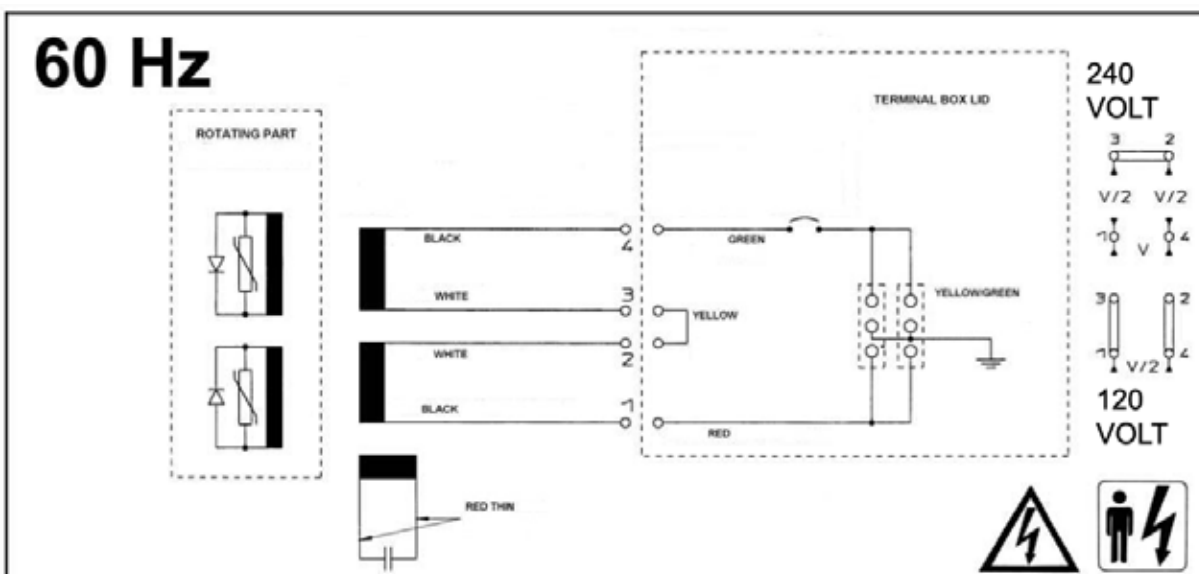 60 Hz
ROTATING PART
TERMINAL BOX LID
BLACK
WHITE
WHITE
BLACK
RED THIN
4
3
2
1
GREEN
YELLOW
RED
YELLOW/GREEN
240
VOLT
3 2
V/2 V/2
1 V 4
3 2
1 V/2 4
120
VOLT